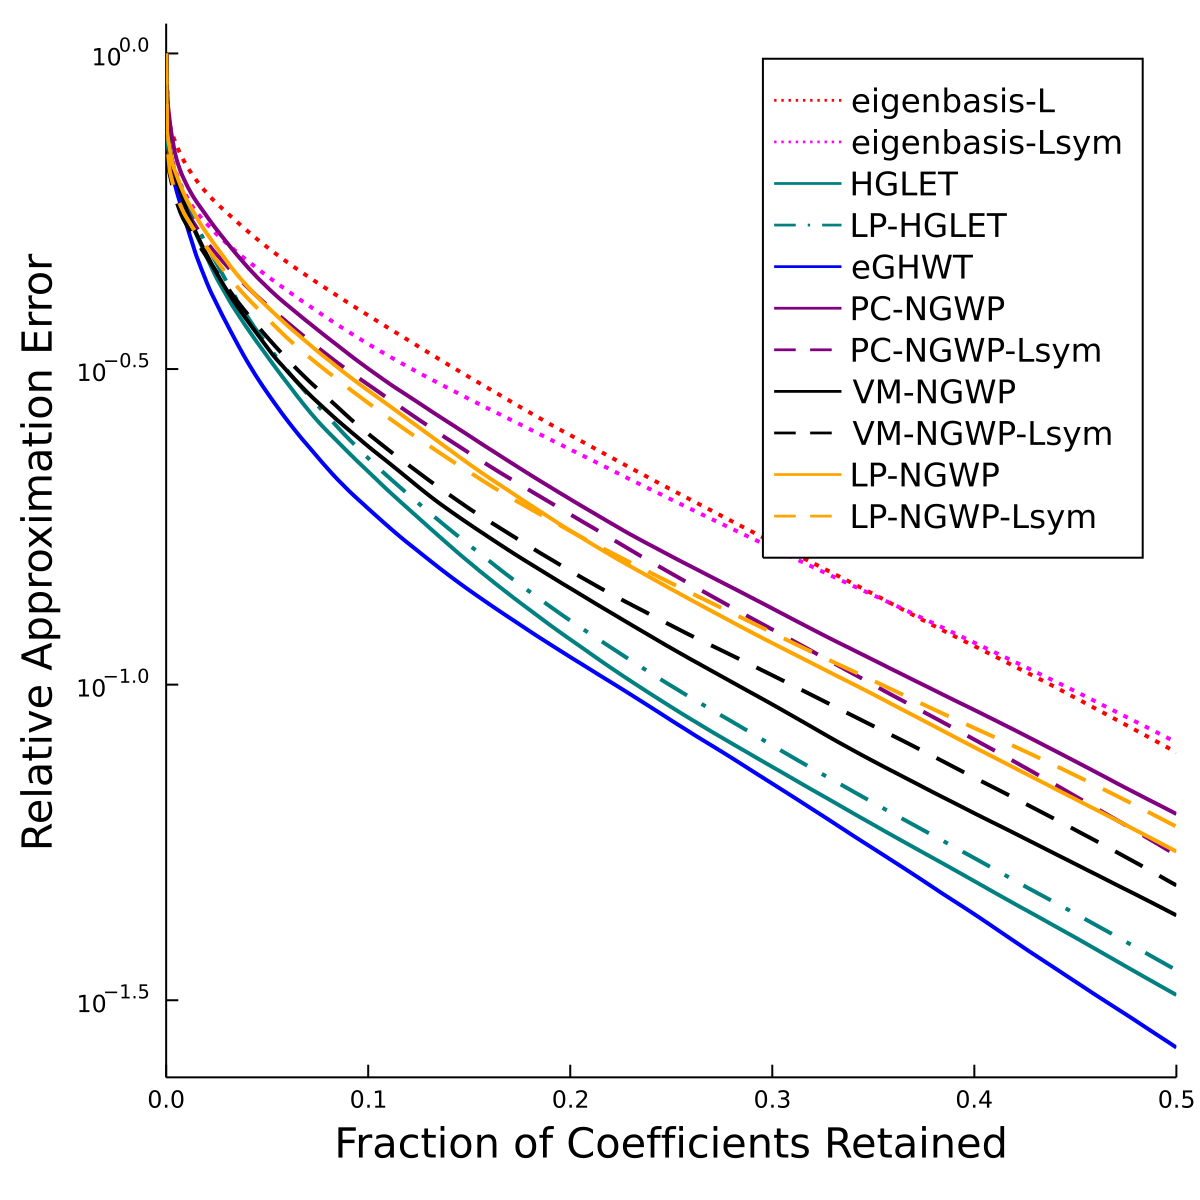 Relative Approximation Error
10^0.0
10^−0.5
10^−1.0
10^−1.5
eigenbasis-L
eigenbasis-Lsym
HGLET
LP-HGLET
eGHWT
PC-NGWP
PC-NGWP-Lsym
VM-NGWP
VM-NGWP-Lsym
LP-NGWP
LP-NGWP-Lsym
0.0 0.1 0.2 0.3 0.4 0.5
Fraction of Coefficients Retained